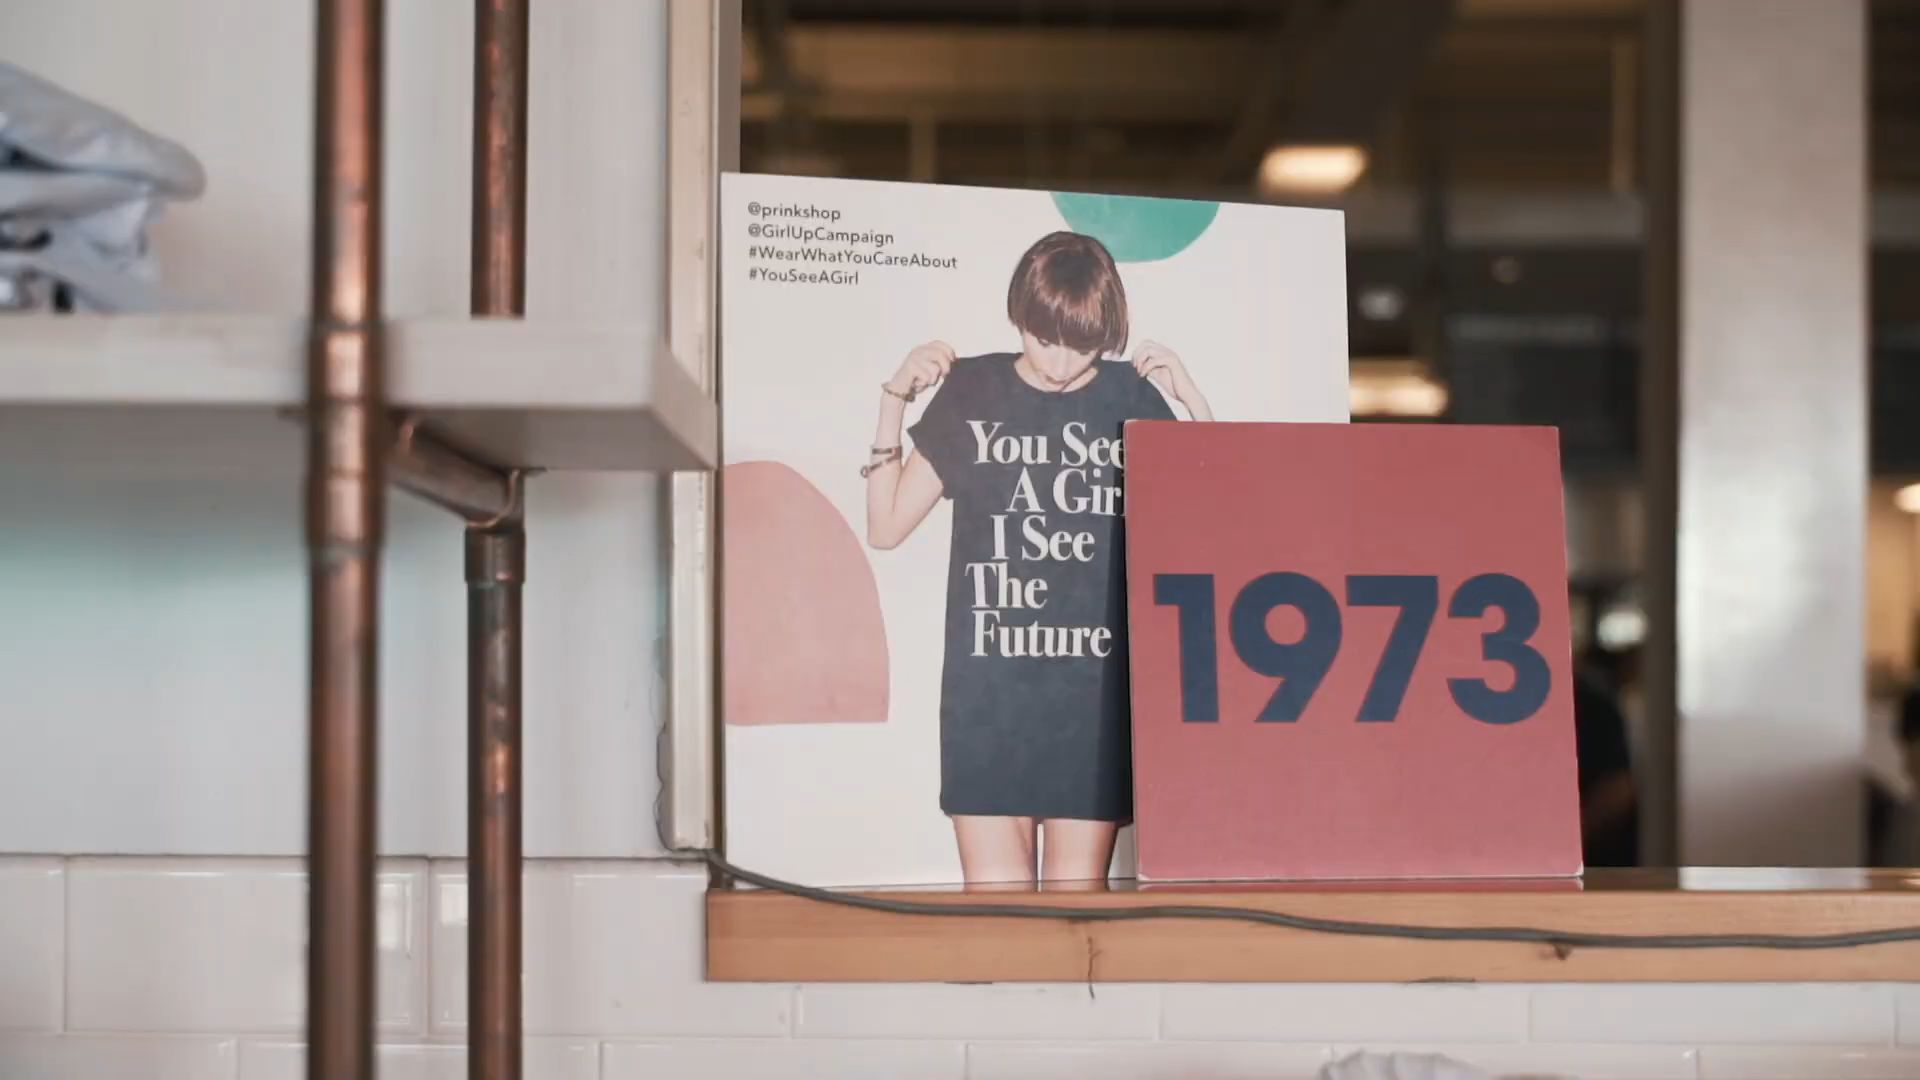 @prinkshop
@GirlUpCampaign
#WearWhatYouCareAbout
#YouSeeAGirl
You See
A Girl
I See
The
Future
1973